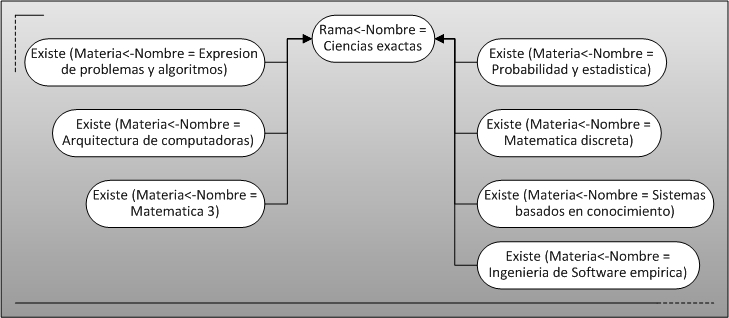 Rama<-Nombre =
Ciencias exactas
Existe (Materia<-Nombre = Expresion
de problemas y algoritmos)
Existe (Materia<-Nombre =
Arquitectura de computadoras)
Existe (Materia<-Nombre =
Matematica 3)
Existe (Materia<-Nombre =
Probabilidad y estadistica)
Existe (Materia<-Nombre =
Matematica discreta)
Existe (Materia<-Nombre = Sistemas
basados en conocimiento)
Existe (Materia<-Nombre =
Ingenieria de Software empirica)